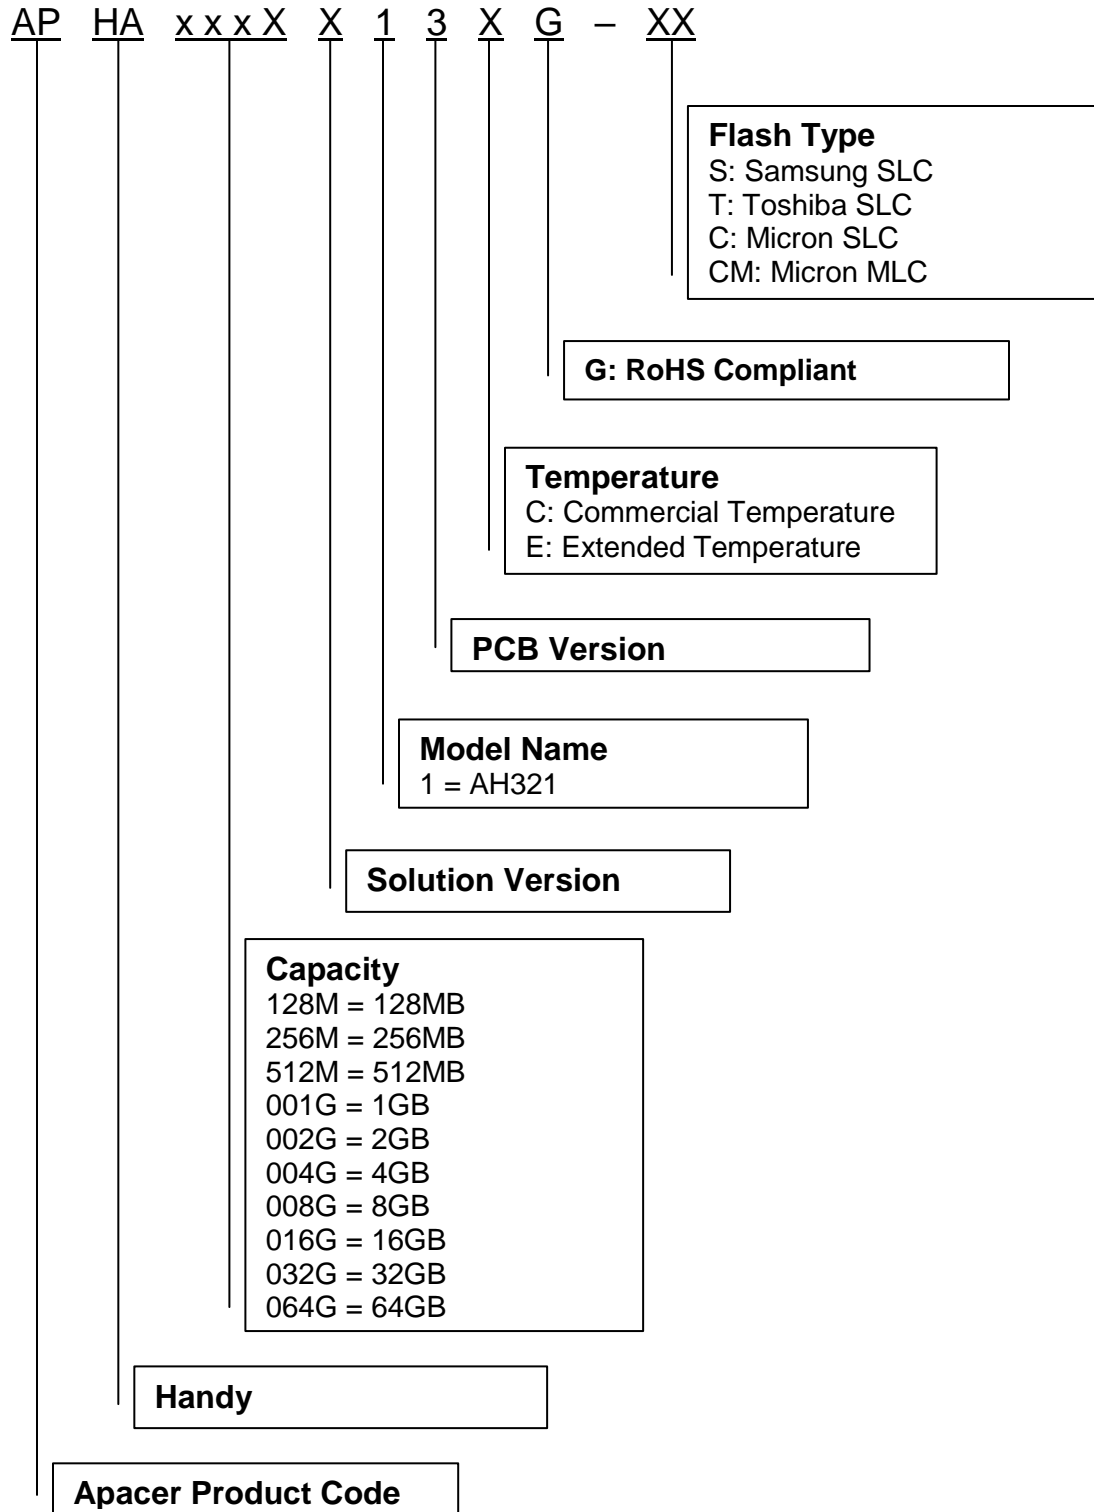 AP HA x x x X X 1 3 X G – XX
Flash Type
S: Samsung SLC
T: Toshiba SLC
C: Micron SLC
CM: Micron MLC
G: RoHS Compliant
Temperature
C: Commercial Temperature
E: Extended Temperature
PCB Version
Model Name
1 = AH321
Solution Version
Capacity
128M = 128MB
256M = 256MB
512M = 512MB
001G = 1GB
002G = 2GB
004G = 4GB
008G = 8GB
016G = 16GB
032G = 32GB
064G = 64GB
Handy
Apacer Product Code